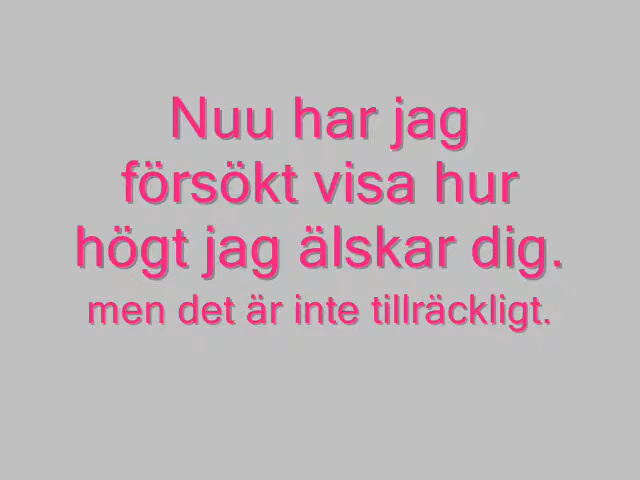 Nuu har jag
försökt visa hur
högt jag älskar dig.
men det är inte tillräckligt.